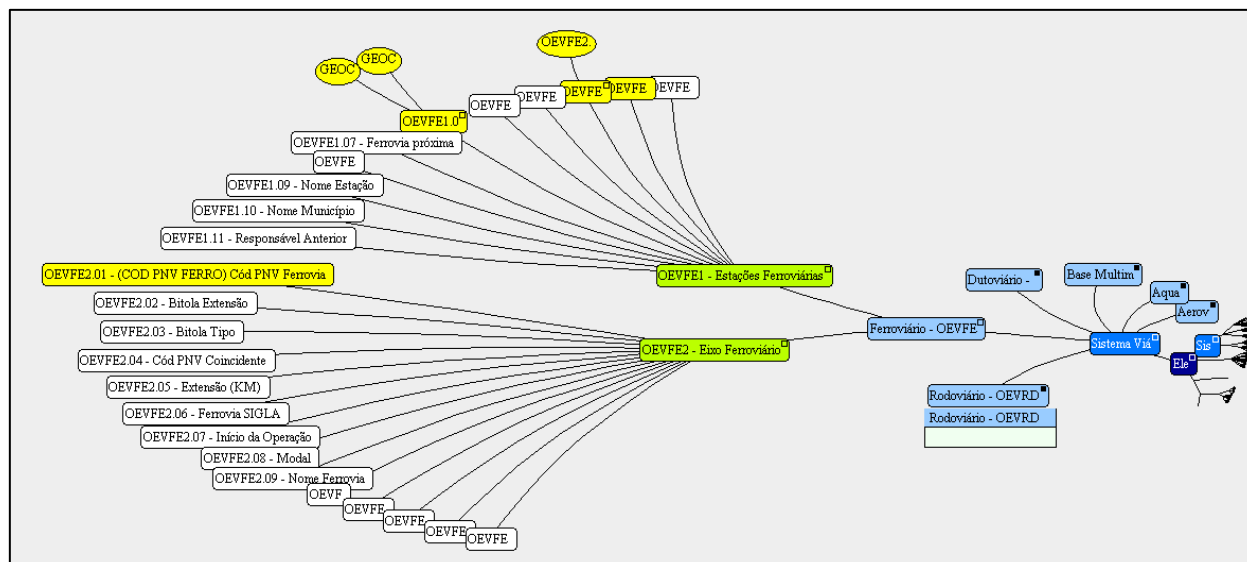 OEVFE2.
GEOC
GEOC
OEVFE
OEVFE
OEVFE
OEVFE
OEVFE
OEVFE1.0
OEVFE1.07 - Ferrovia próxima
OEVFE
OEVFE1.09 - Nome Estação
OEVFE1.10 - Nome Município
OEVFE1.11 - Responsável Anterior
OEVFE1 - Estações Ferroviárias
OEVFE2.01 - (COD PNV FERRO) Cód PNV Ferrovia
OEVFE2.02 - Bitola Extensão
OEVFE2.03 - Bitola Tipo
OEVFE2.04 - Cód PNV Coincidente
OEVFE2.05 - Extensão (KM)
OEVFE2.06 - Ferrovia SIGLA
OEVFE2.07 - Início da Operação
OEVFE2.08 - Modal
OEVFE2.09 - Nome Ferrovia
OEVF
OEVFE
OEVFE
OEVFE
OEVFE
OEVFE2 - Eixo Ferroviário
Ferroviário - OEVFE
Dutoviário -
Base Multim
Aqua
Aerov
Sistema Viá
Sis
Ele
Rodoviário - OEVRD
Rodoviário - OEVRD